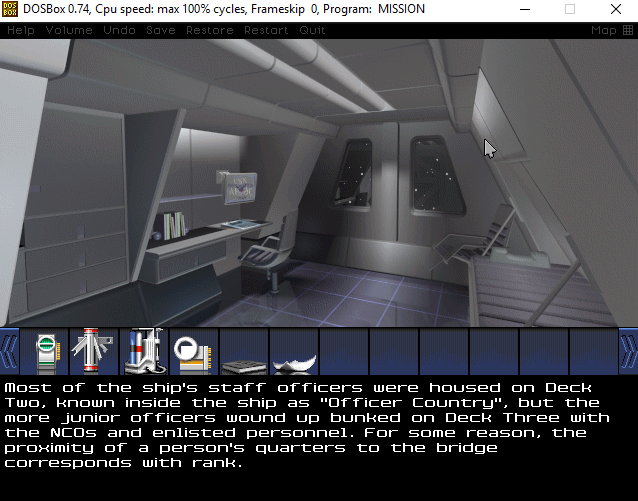 DOSBox 0.74, Cpu speed: max 100% cycles, Frameskip 0, Program: MISSION
Help Volume Undo Save Restore Restart Quit Map
Most of the ship's staff officers were housed on Deck
Two, known inside the ship as "Officer Country", but the
more junior officers wound up bunked on Deck Three with
the NCOs and enlisted personnel. For some reason, the
proximity of a person's quarters to the bridge
corresponds with rank.